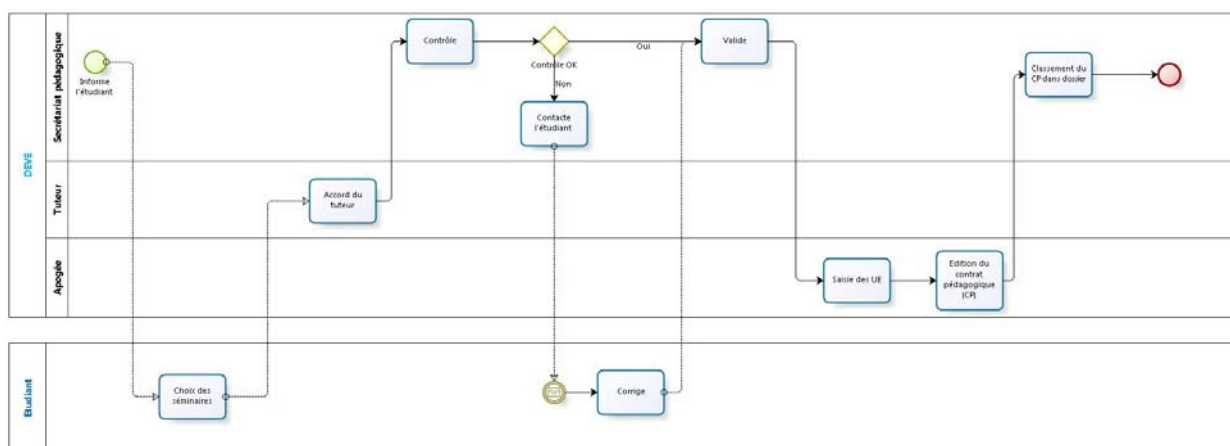 DEVE
Secrétariat pédagogique
Informe
l'étudiant
Contrôle
Contrôle OK
Oui
Non
Contacte
l'étudiant
Valide
Classement du
CP dans dossier
Tuteur
Accord du
tuteur
Apogée
Saisie des UE
Edition du
contrat
pédagogique
(CP)
Etudiant
Choix des
séminaires
Corrige